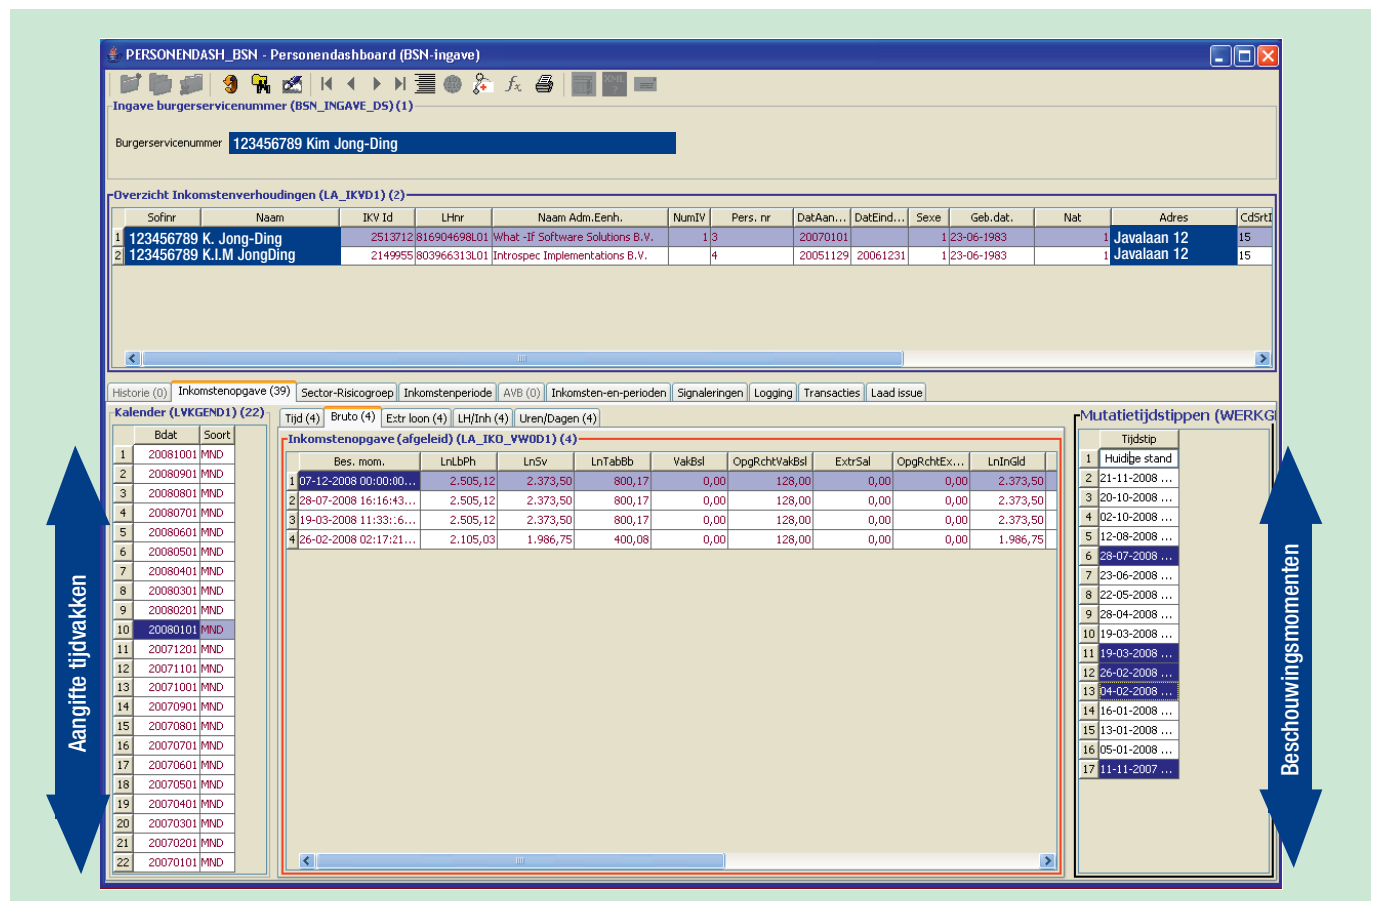 PERSONENDASH_BSN - Personendashboard (BSN-ingave)
Ingave burgerservicenummer (BSN_INGAVE_DS) (1)
Burgerservicenummer 123456789 Kim Jong-Ding
Overzicht Inkomstenverhoudingen (LA_IKVD1) (2)
Sofinr Naam IKV Id LHnr Naam Adm.Eenh. NumIV Pers. nr DatAan... DatEind... Sexe Geb.dat. Nat Adres CdSrtI
1 123456789 K. Jong-Ding 2513712 816904698L01 What -If Software Solutions B.V. 1 3 20070101 1 23-06-1983 1 Javalaan 12 15
2 123456789 K.I.M JongDing 2149955 803966313L01 Introspec Implementations B.V. 4 20051129 20061231 1 23-06-1983 1 Javalaan 12 15
Historie (0) Inkomstenopgave (39) Sector-Risicogroep Inkomstenperiode AVB (0) Inkomsten-en-perioden Signaleringen Logging Transacties Laad issue
Kalender (LVKGEND1) (22)
Bdat Soort
1 20081001 MND
2 20080901 MND
3 20080801 MND
4 20080701 MND
5 20080601 MND
6 20080501 MND
7 20080401 MND
8 20080301 MND
9 20080201 MND
10 20080101 MND
11 20071201 MND
12 20071101 MND
13 20071001 MND
14 20070901 MND
15 20070801 MND
16 20070701 MND
17 20070601 MND
18 20070501 MND
19 20070401 MND
20 20070301 MND
21 20070201 MND
22 20070101 MND
Tijd (4) Bruto (4) Extr loon (4) LH/Inh (4) Uren/Dagen (4)
Inkomstenopgave (afgeleid) (LA_IKO_VW0D1) (4)
Bes. mom. LnLbPh LnSv LnTabBb VakBsl OpgRchtVakBsl ExtrSal OpgRchtEx... LnInGld
1 07-12-2008 00:00:00... 2.505,12 2.373,50 800,17 0,00 128,00 0,00 0,00 2.373,50
2 28-07-2008 16:16:43... 2.505,12 2.373,50 800,17 0,00 128,00 0,00 0,00 2.373,50
3 19-03-2008 11:33:16... 2.505,12 2.373,50 800,17 0,00 128,00 0,00 0,00 2.373,50
4 26-02-2008 02:17:21... 2.105,03 1.986,75 400,08 0,00 128,00 0,00 0,00 1.986,75
Mutatietijdstippen (WERKG
Tijdstip
1 Huidige stand
2 21-11-2008 ...
3 20-10-2008 ...
4 02-10-2008 ...
5 12-08-2008 ...
6 28-07-2008 ...
7 23-06-2008 ...
8 22-05-2008 ...
9 28-04-2008 ...
10 19-03-2008 ...
11 19-03-2008 ...
12 26-02-2008 ...
13 04-02-2008 ...
14 16-01-2008 ...
15 13-01-2008 ...
16 05-01-2008 ...
17 11-11-2007 ...
Aangifte tijdvakken
Beschouwingsmomenten